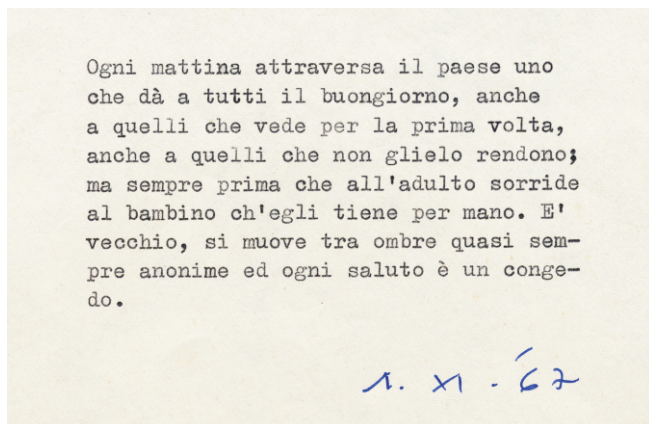 Ogni mattina attraversa il paese uno
che dà a tutti il buongiorno, anche
a quelli che vede per la prima volta,
anche a quelli che non glielo rendono;
ma sempre prima che all'adulto sorride
al bambino ch'egli tiene per mano. E'
vecchio, si muove tra ombre quasi sem-
pre anonime ed ogni saluto è un conge-
do.
1. XI. '67